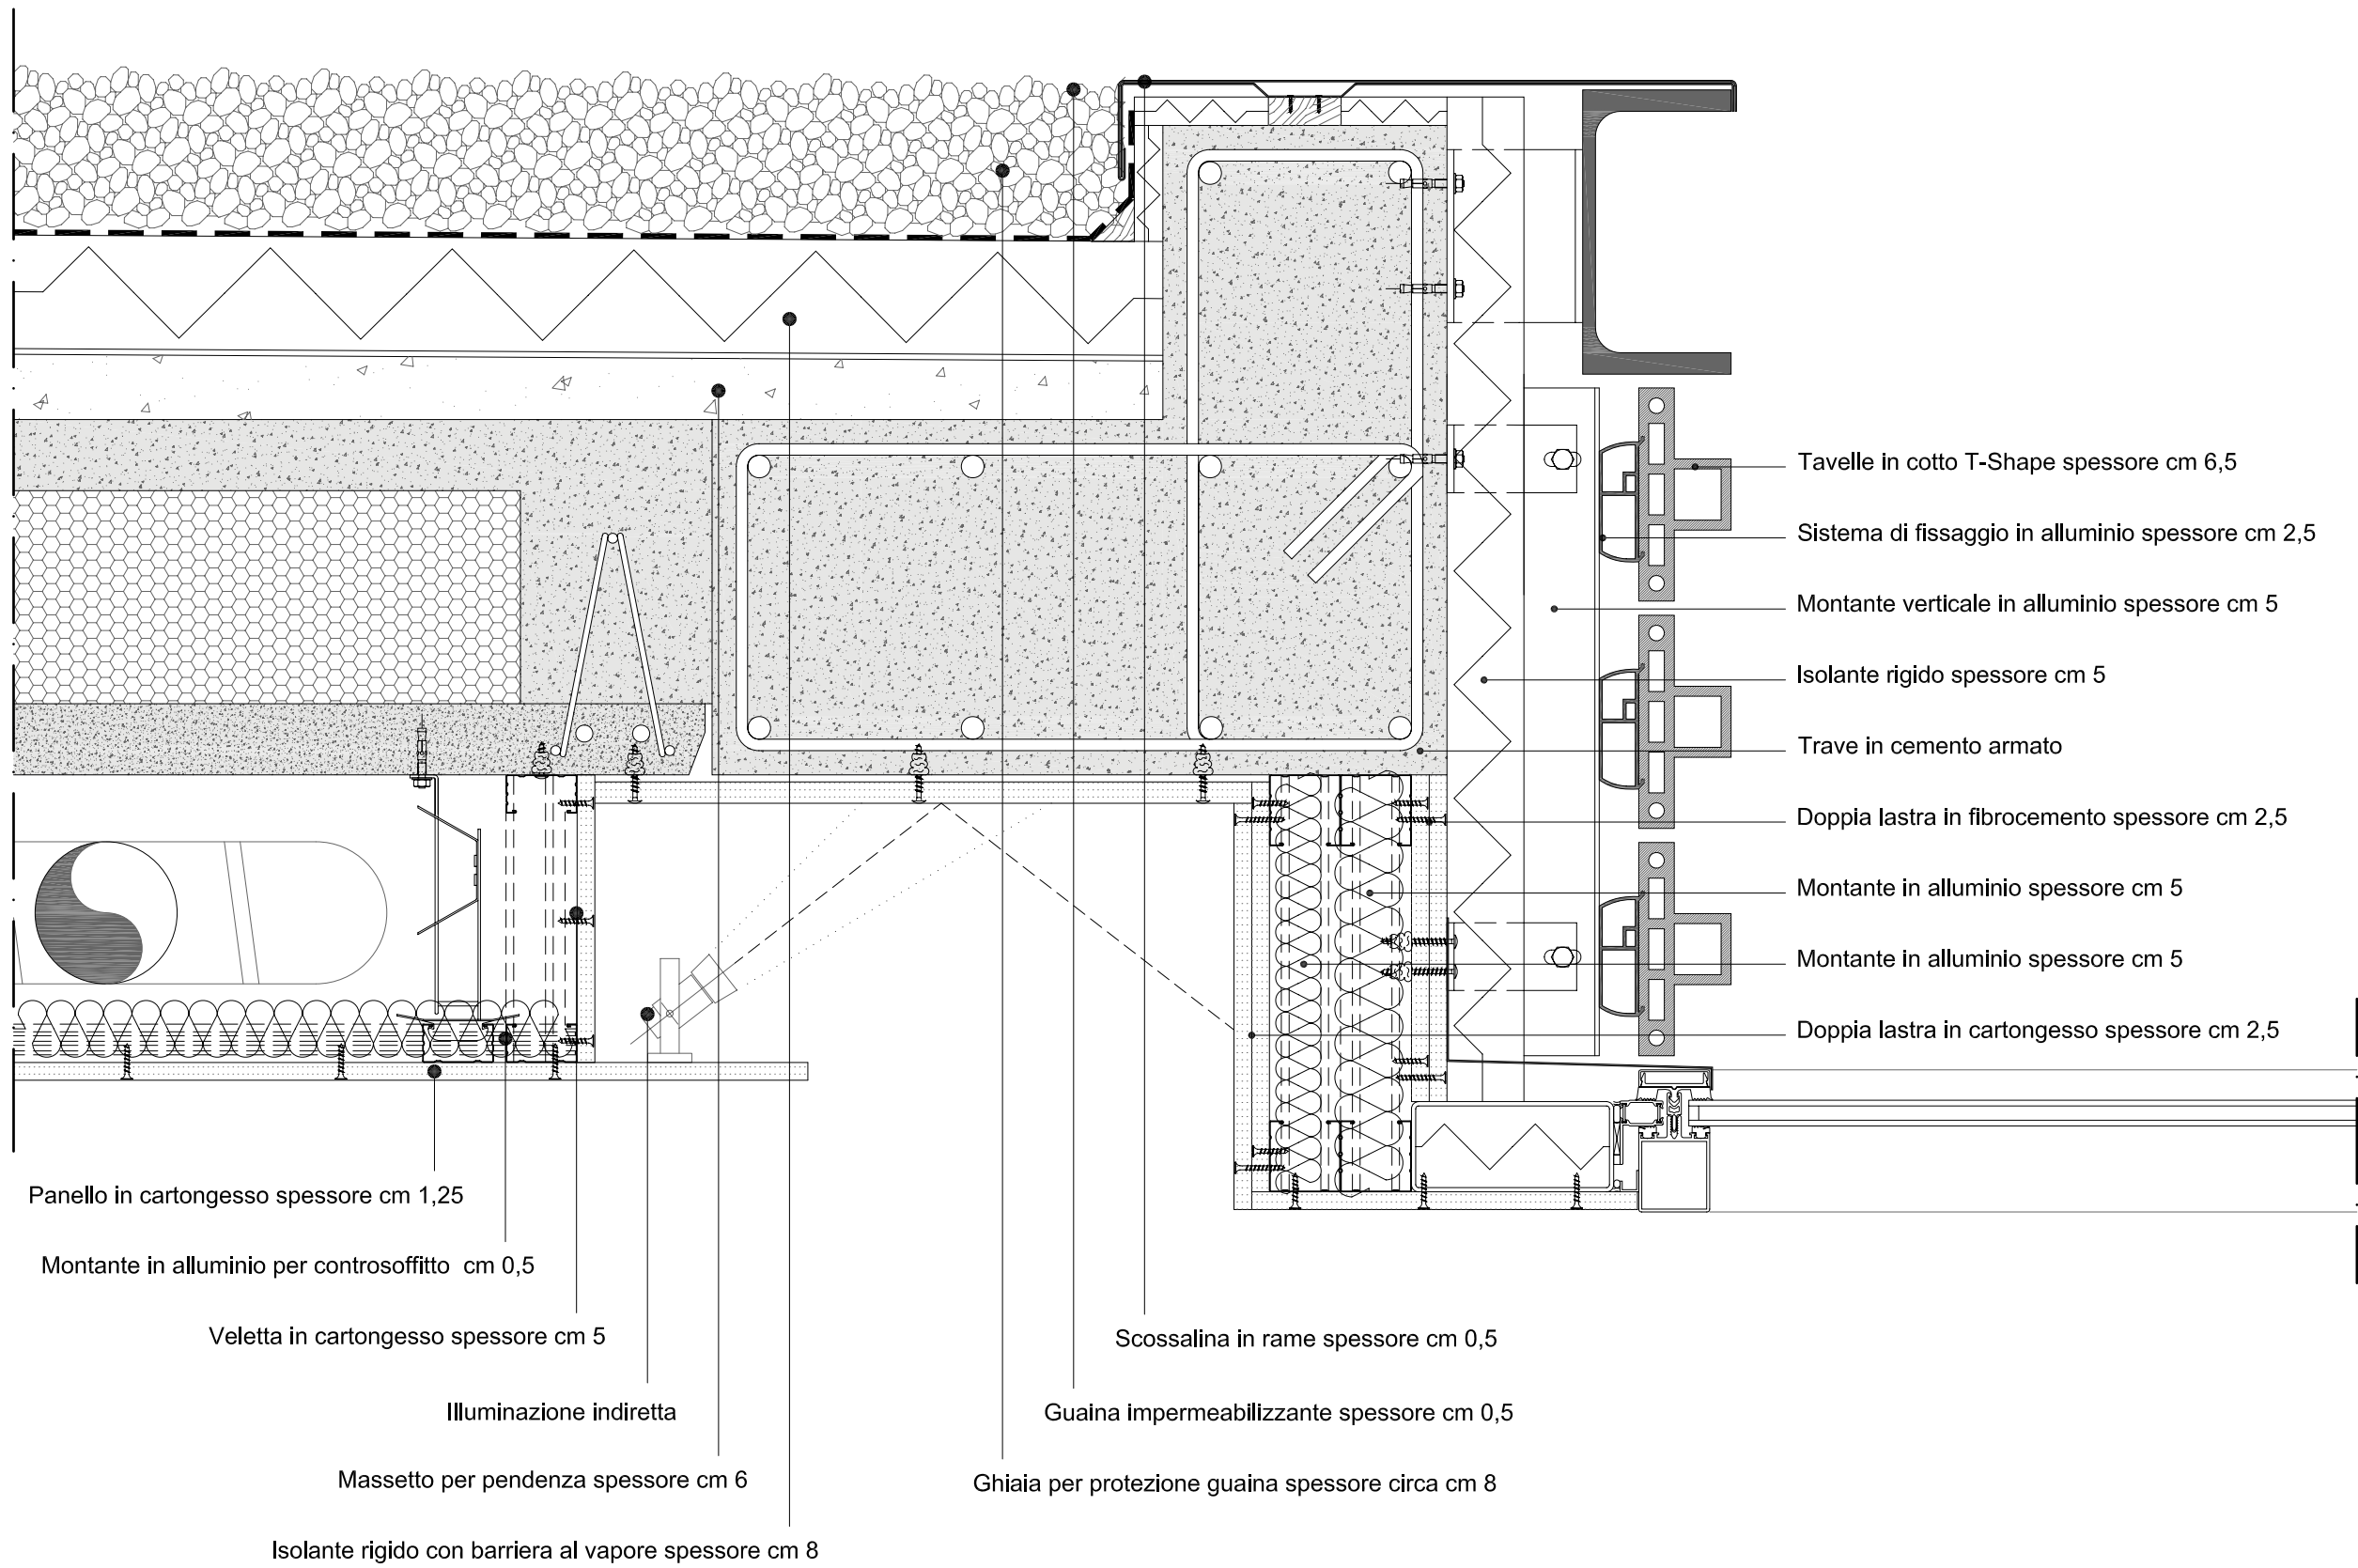 Tavelle in cotto T-Shape spessore cm 6,5
Sistema di fissaggio in alluminio spessore cm 2,5
Montante verticale in alluminio spessore cm 5
Isolante rigido spessore cm 5
Trave in cemento armato
Doppia lastra in fibrocemento spessore cm 2,5
Montante in alluminio spessore cm 5
Montante in alluminio spessore cm 5
Doppia lastra in cartongesso spessore cm 2,5
Panello in cartongesso spessore cm 1,25
Montante in alluminio per controsoffitto cm 0,5
Veletta in cartongesso spessore cm 5
Illuminazione indiretta
Massetto per pendenza spessore cm 6
Isolante rigido con barriera al vapore spessore cm 8
Scossalina in rame spessore cm 0,5
Guaina impermeabilizzante spessore cm 0,5
Ghiaia per protezione guaina spessore circa cm 8